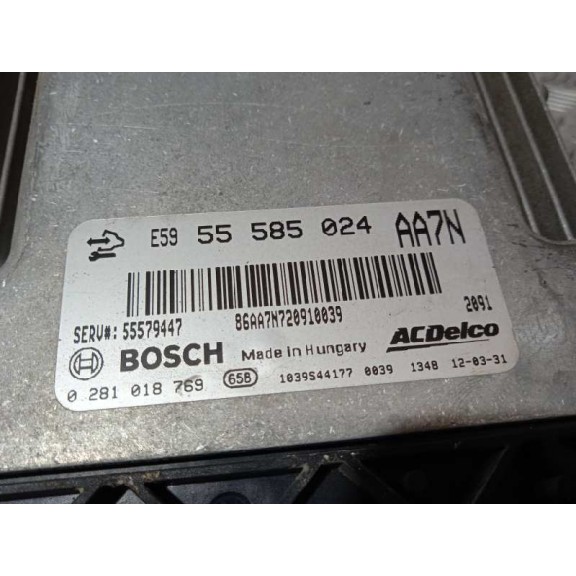 E59 55 585 024 AA7N
SERV#: 55579447 86AA7N720910039 2091
BOSCH Made in Hungary ACDelco
0 281 018 769 658 1039S44177 0039 1348 12-03-31